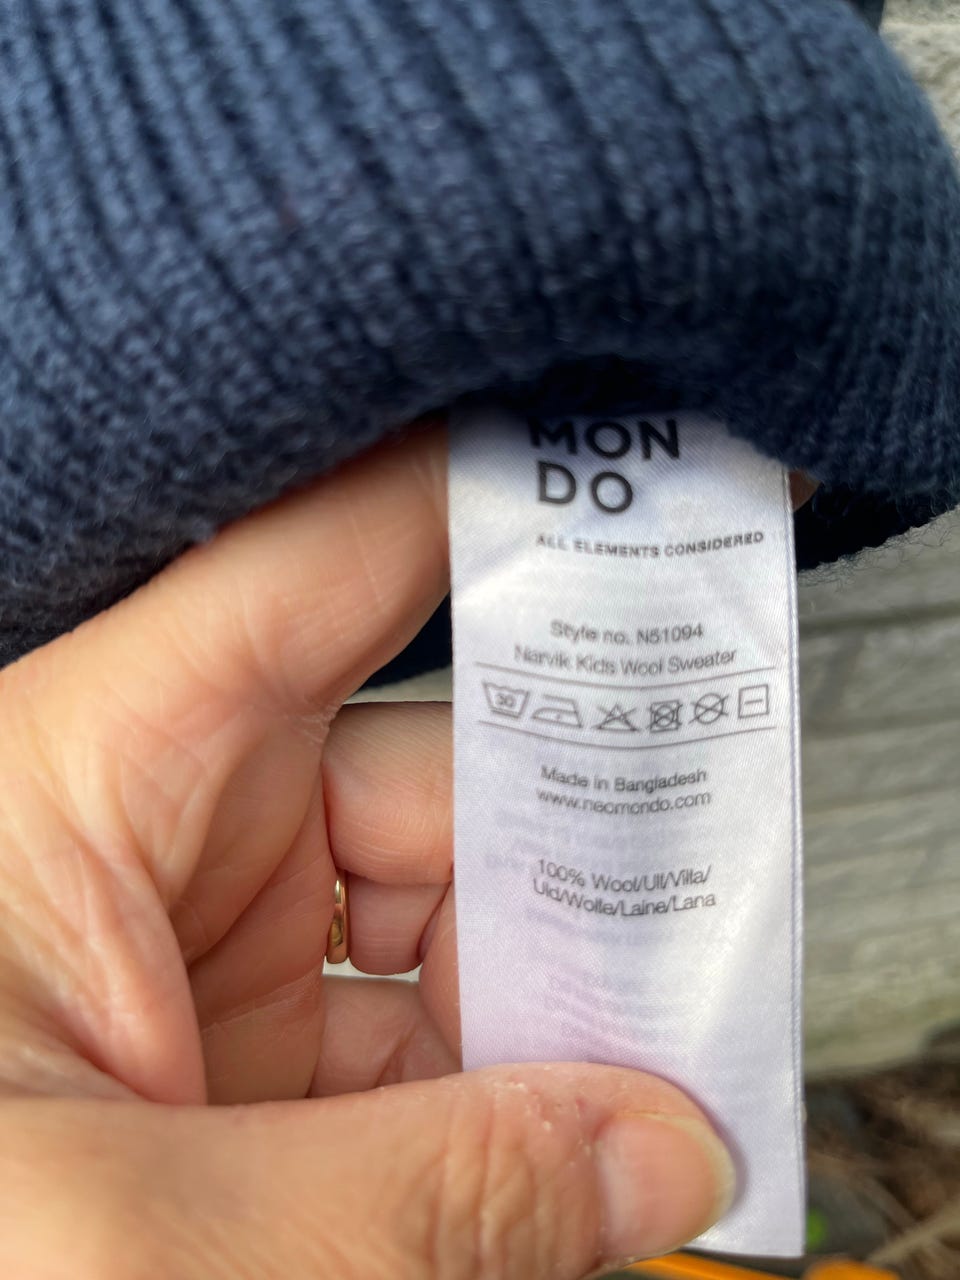 MON
DO
ALL ELEMENTS CONSIDERED
Style no. N51094
Narvik Kids Wool Sweater
30
Made in Bangladesh
www.neomondo.com
100% Wool/Ull/Villa/
Uld/Wolle/Laine/Lana